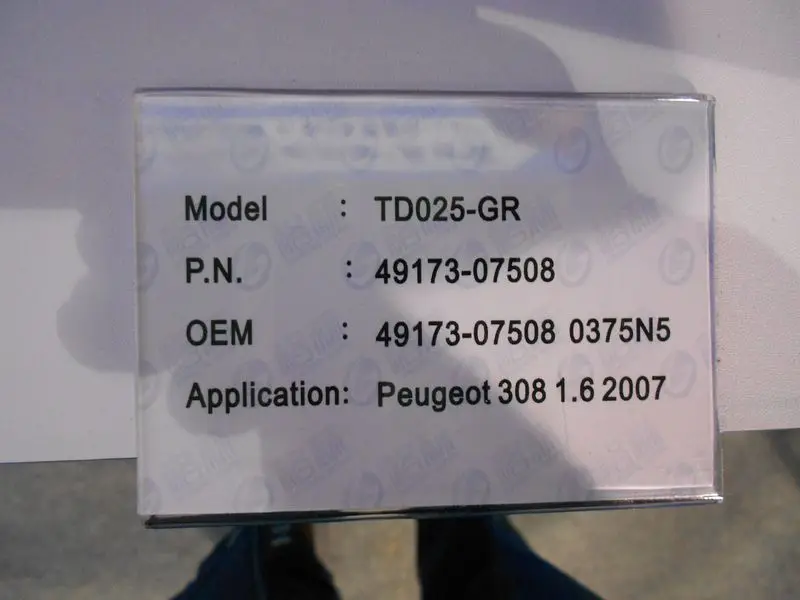 Model : TD025-GR
P.N. : 49173-07508
OEM : 49173-07508 0375N5
Application: Peugeot 308 1.6 2007